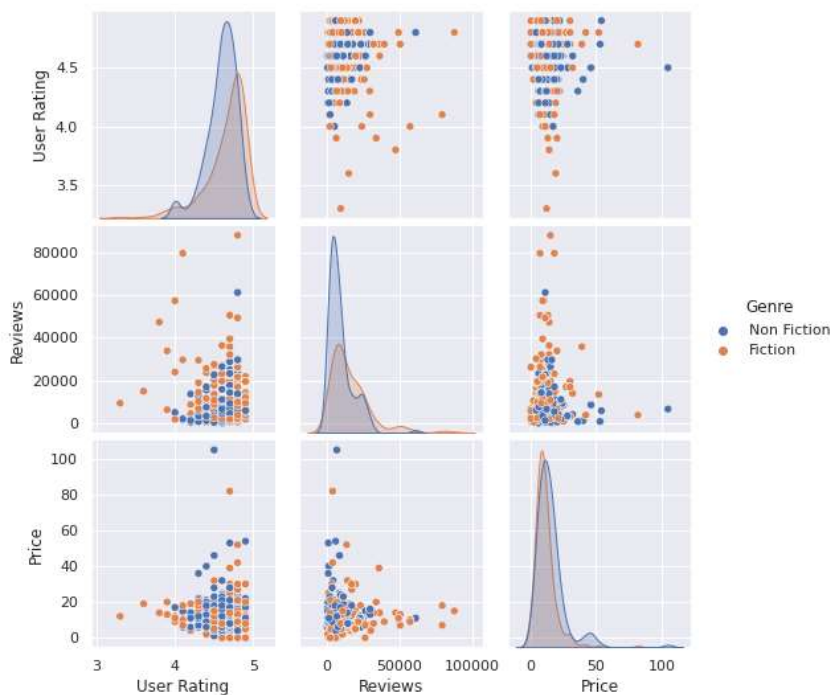 User Rating
4.5
4.0
3.5
Reviews
80000
60000
40000
20000
0
Genre
Non Fiction
Fiction
Price
100
80
60
40
20
0
3 4 5 0 50000 100000 0 50 100
User Rating Reviews Price